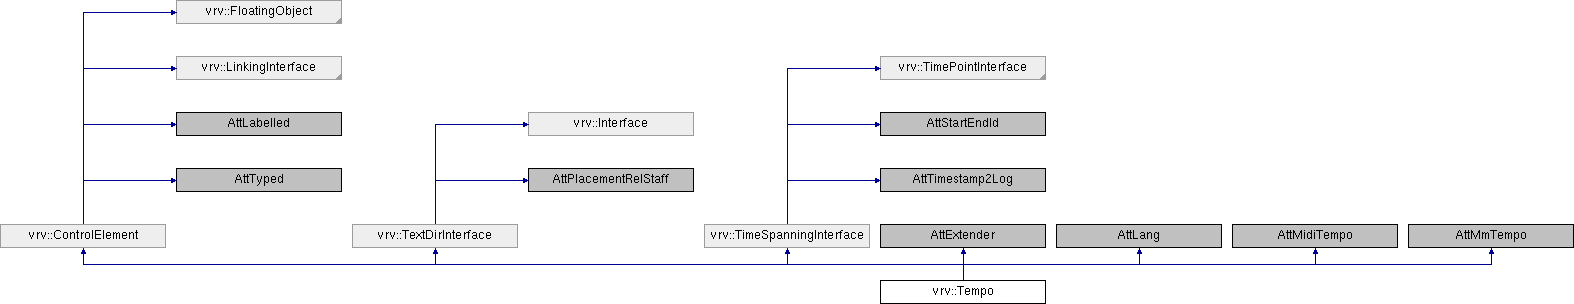 vrv::FloatingObject
vrv::LinkingInterface
vrv::TimePointInterface
AttLabelled
vrv::Interface
AttStartEndId
AttTyped
AttPlacementRelStaff
AttTimestamp2Log
vrv::ControlElement
vrv::TextDirInterface
vrv::TimeSpanningInterface
AttExtender
AttLang
AttMidiTempo
AttMmTempo
vrv::Tempo